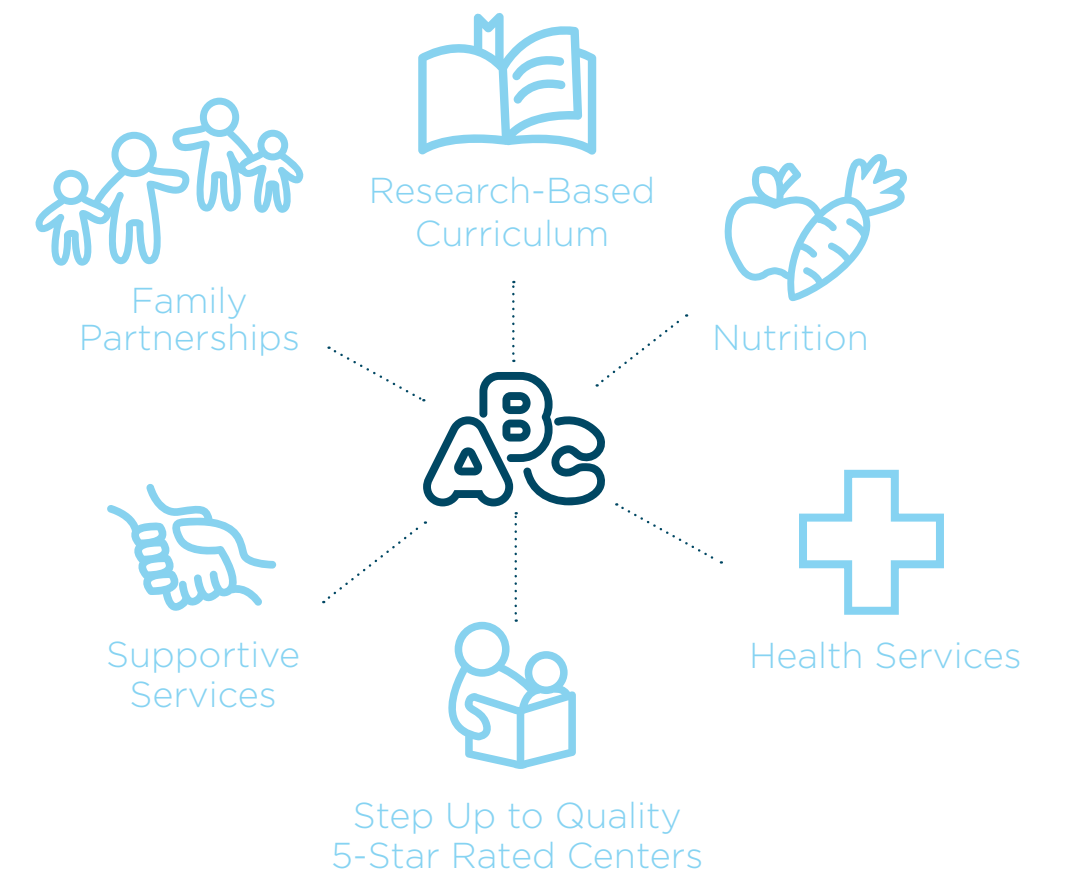 Research-Based
Curriculum
Family
Partnerships
Nutrition
ABC
Supportive
Services
Health Services
Step Up to Quality
5-Star Rated Centers